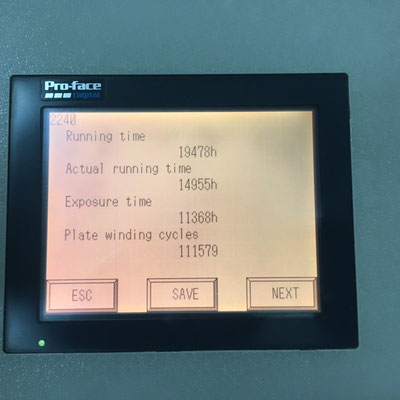 Pro-face
2240
Running time
19478h
Actual running time
14955h
Exposure time
11368h
Plate winding cycles
111579
ESC SAVE NEXT